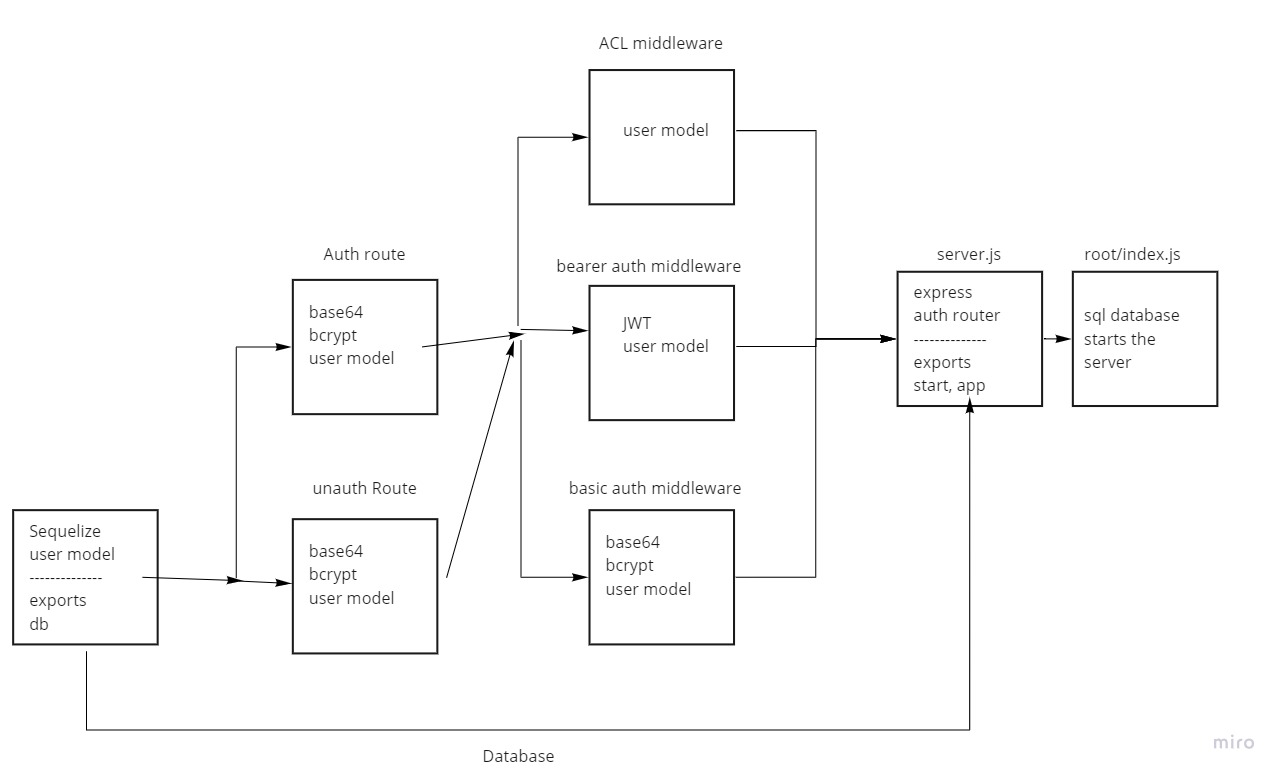 ACL middleware
user model
Auth route
base64
bcrypt
user model
bearer auth middleware
JWT
user model
server.js
express
auth router
--------------
exports
start, app
root/index.js
sql database
starts the
server
unauth Route
base64
bcrypt
user model
basic auth middleware
base64
bcrypt
user model
Sequelize
user model
--------------
exports
db
Database
miro